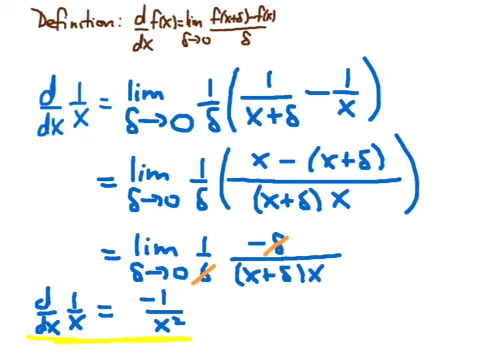 Definction: d/dx f(x) = lim δ→0 f(x+δ)-f(x)/δ
d/dx 1/x = lim δ→0 1/δ (1/(x+δ) - 1/x)
= lim δ→0 1/δ (x-(x+δ)/(x+δ)x)
= lim δ→0 1/δ -δ/(x+δ)x
d/dx 1/x = -1/x²